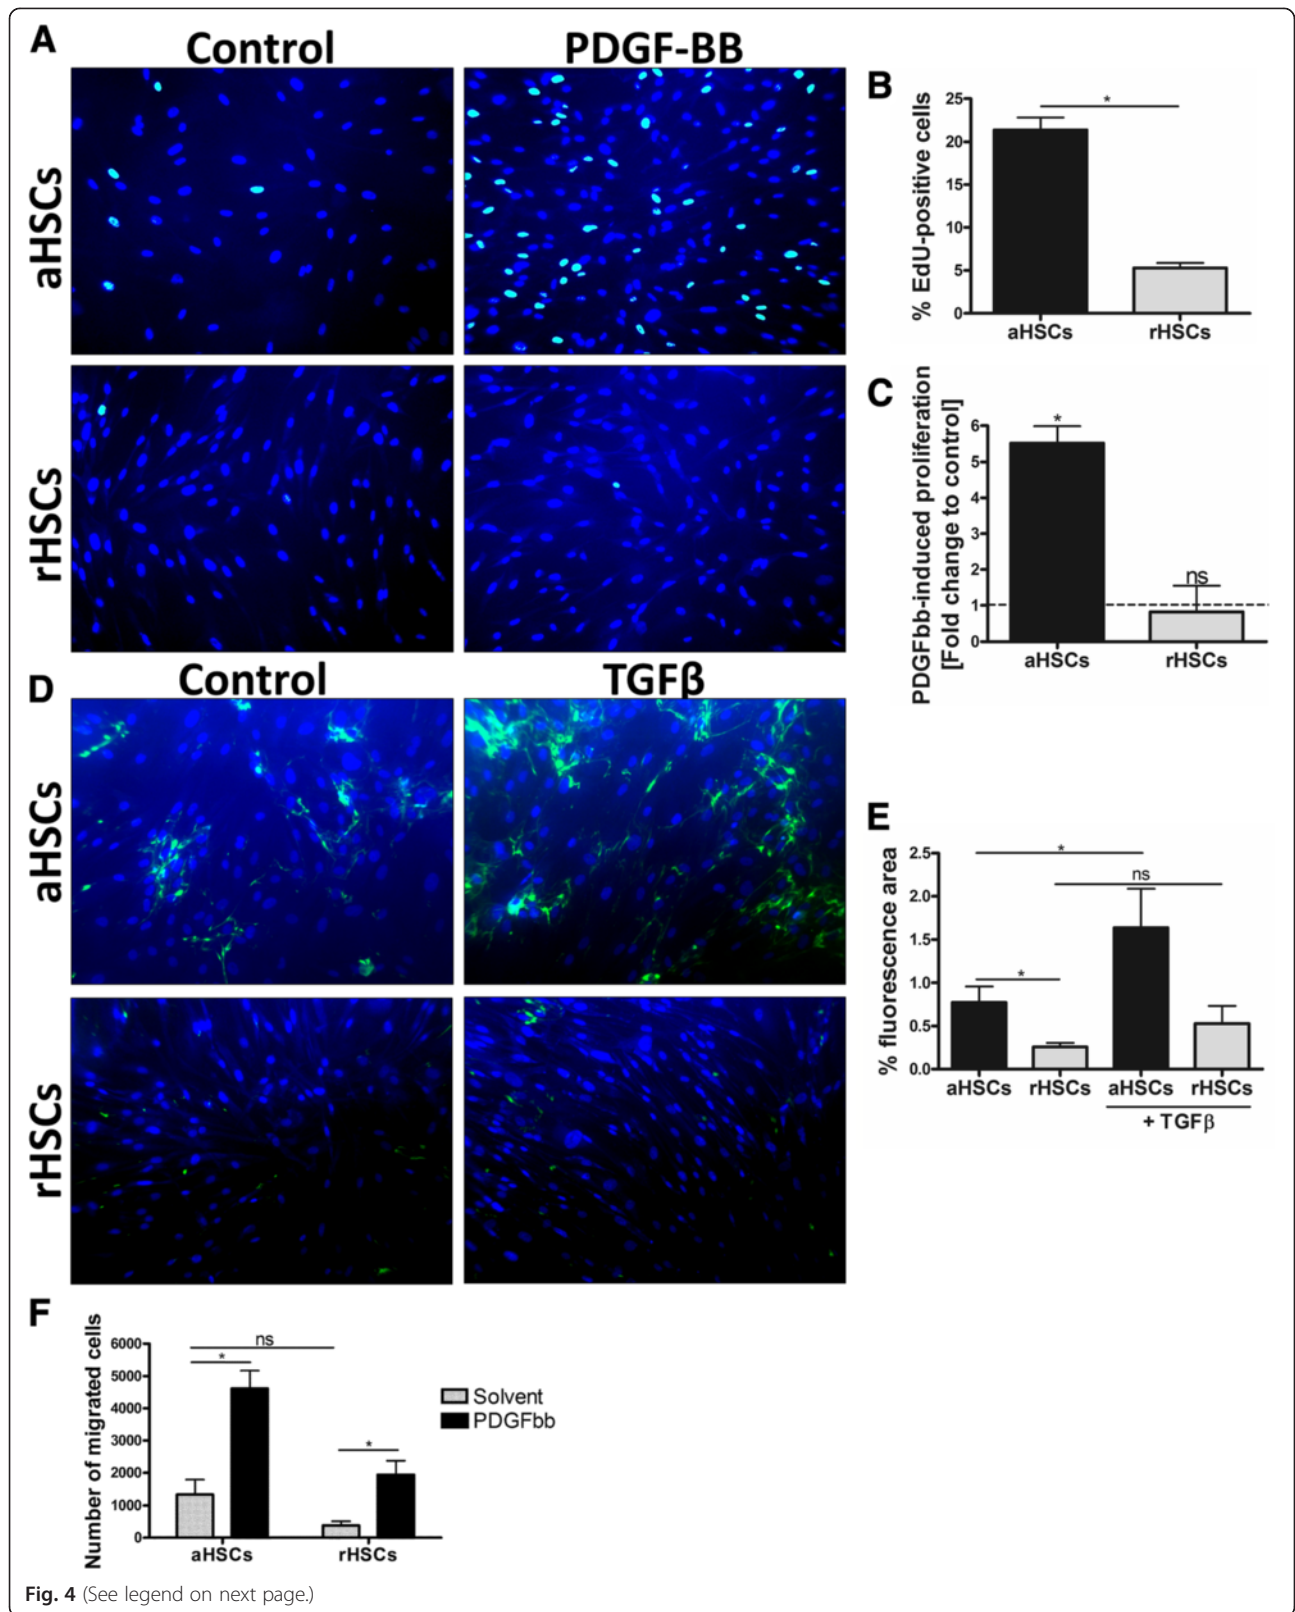 A
Control
PDGF-BB
aHSCs
rHSCs
B
% EdU-positive cells
25
20
15
10
5
0
*
aHSCs
rHSCs
C
PDGFbb-induced proliferation
[Fold change to control]
6
5
4
3
2
1
0
*
ns
aHSCs
rHSCs
D
Control
TGFβ
aHSCs
rHSCs
E
% fluorescence area
2.5
2.0
1.5
1.0
0.5
0.0
*
ns
*
aHSCs rHSCs aHSCs rHSCs
+ TGFβ
F
Number of migrated cells
6000
5000
4000
3000
2000
1000
0
ns
*
*
aHSCs
rHSCs
Solvent
PDGFbb
Fig. 4 (See legend on next page.)